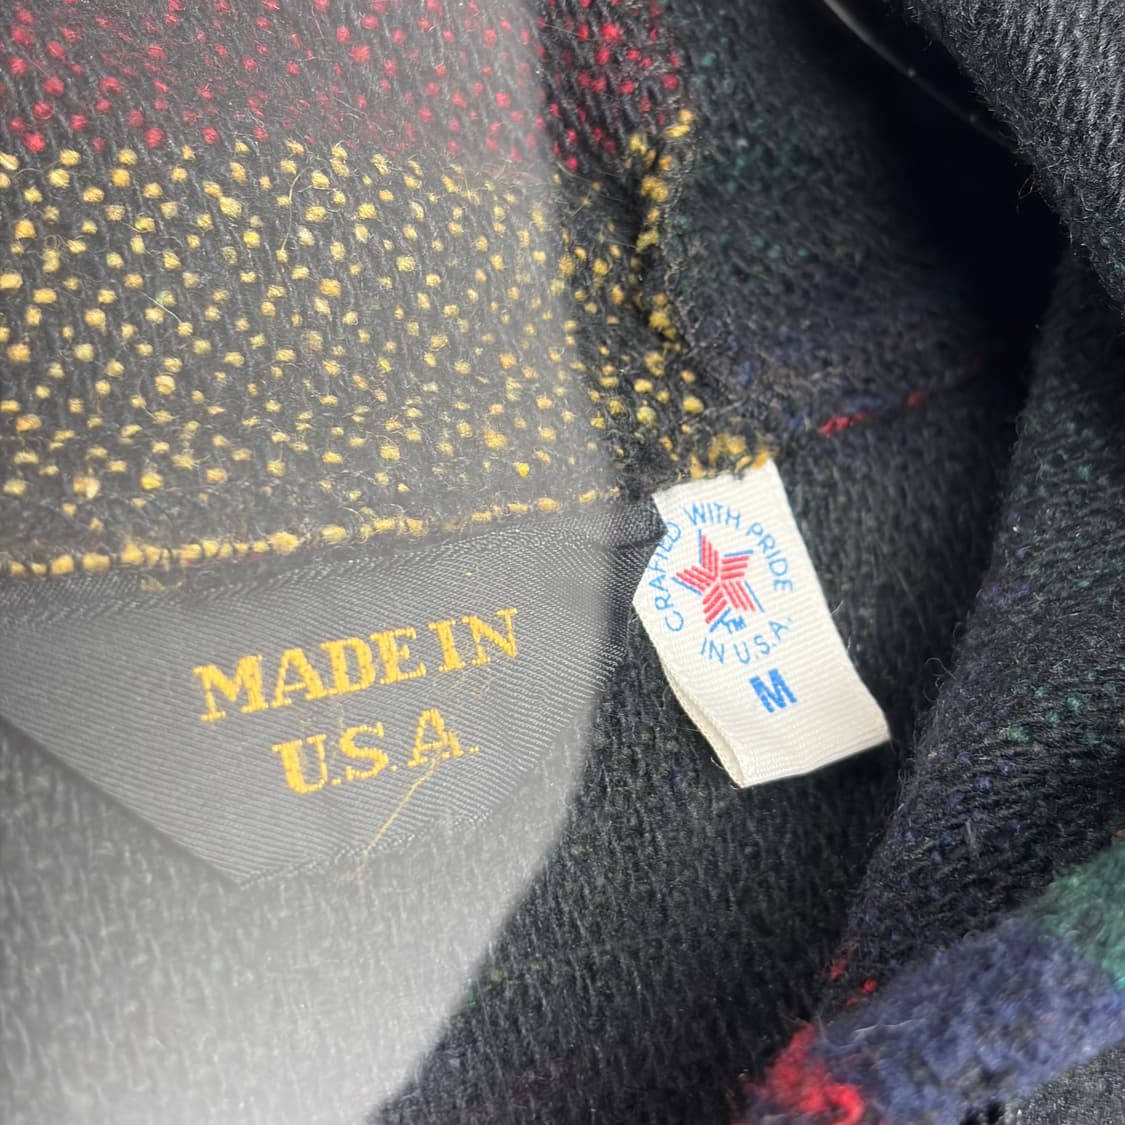 MADE IN
U.S.A.
CRAFTED WITH PRIDE
IN U.S.A.
TM
M